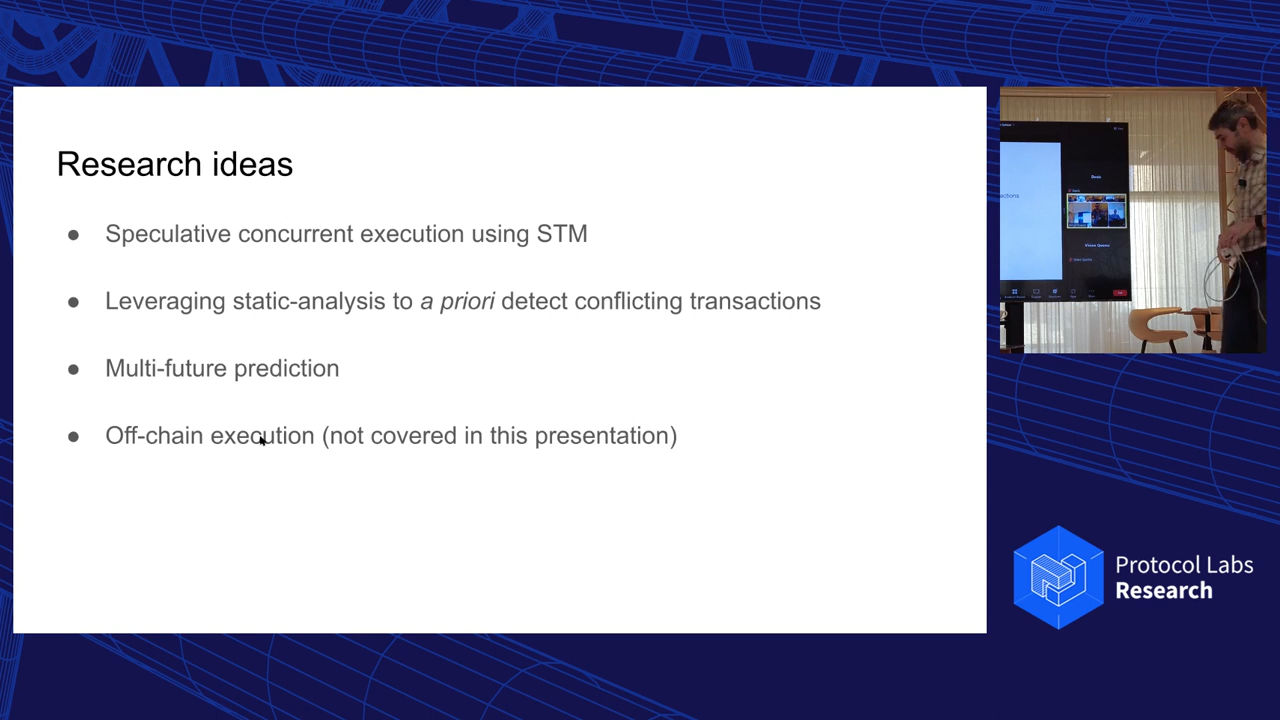 Research ideas
● Speculative concurrent execution using STM
● Leveraging static-analysis to a priori detect conflicting transactions
● Multi-future prediction
● Off-chain execution (not covered in this presentation)
actions
Protocol Labs
Research